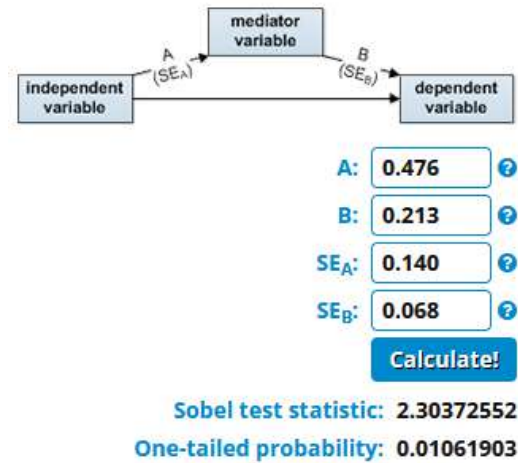 mediator
variable
A
(SEA)
B
(SEB)
independent
variable
dependent
variable
A: 0.476 ?
B: 0.213 ?
SEA: 0.140 ?
SEB: 0.068 ?
Calculate!
Sobel test statistic: 2.30372552
One-tailed probability: 0.01061903